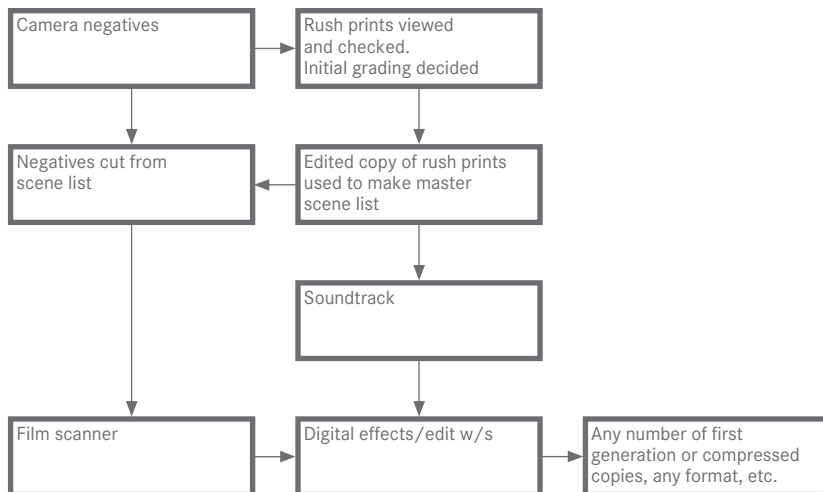 Camera negatives
Rush prints viewed
and checked.
Initial grading decided
Negatives cut from
scene list
Edited copy of rush prints
used to make master
scene list
Soundtrack
Film scanner
Digital effects/edit w/s
Any number of first
generation or compressed
copies, any format, etc.